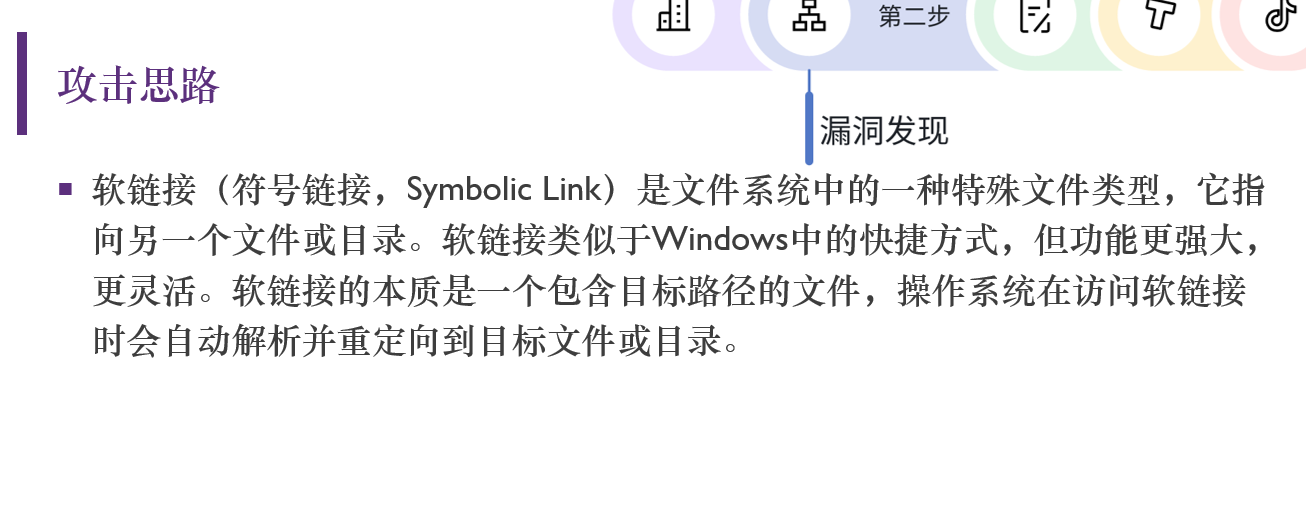 第二步
攻击思路
漏洞发现
软链接（符号链接，Symbolic Link）是文件系统中的一种特殊文件类型，它指
向另一个文件或目录。软链接类似于Windows中的快捷方式，但功能更强大，
更灵活。软链接的本质是一个包含目标路径的文件，操作系统在访问软链接
时会自动解析并重定向到目标文件或目录。